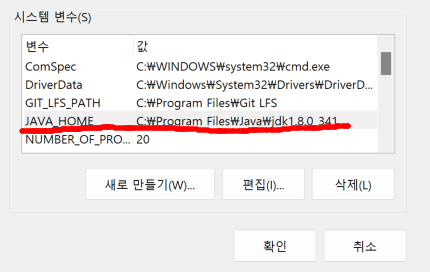 시스템 변수(S)
변수 값
ComSpec C:₩WINDOWS₩system32₩cmd.exe
DriverData C:₩Windows₩System32₩Drivers₩DriverD...
GIT_LFS_PATH C:₩Program Files₩Git LFS
JAVA_HOME C:₩Program Files₩Java₩jdk1.8.0_341
NUMBER_OF_PRO... 20
새로 만들기(W)... 편집(I)... 삭제(L)
확인 취소